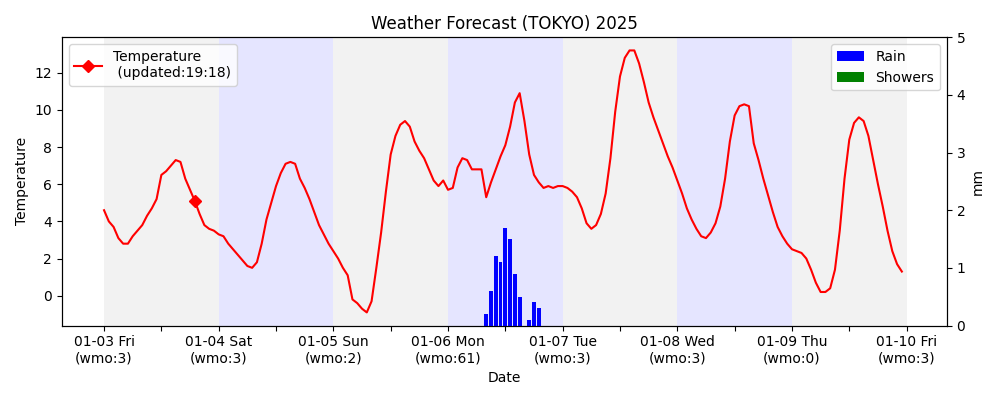 Weather Forecast (TOKYO) 2025
Temperature
(updated:19:18)
Rain
Showers
Temperature
12
10
8
6
4
2
0
5
4
3
2
1
0
mm
01-03 Fri
(wmo:3)
01-04 Sat
(wmo:3)
01-05 Sun
(wmo:2)
01-06 Mon
(wmo:61)
01-07 Tue
(wmo:3)
01-08 Wed
(wmo:3)
01-09 Thu
(wmo:0)
01-10 Fri
(wmo:3)
Date